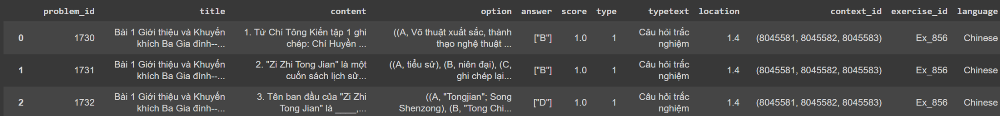 problem_id title content option answer score type typetext location context_id exercise_id language
0 1730 Bài 1 Giới thiệu và Khuyến khích Ba Gia đình--... 1. Tử Chí Tông Kiến tập 1 ghi chép: Chí Huyền ... ((A, Võ thuật xuất sắc, thành thạo nghệ thuật ... ["B"] 1.0 1 Câu hỏi trắc nghiệm 1.4 (8045581, 8045582, 8045583) Ex_856 Chinese
1 1731 Bài 1 Giới thiệu và Khuyến khích Ba Gia đình--... 2. "Zi Zhi Tong Jian" là một cuốn sách lịch sử... ((A, tiểu sử), (B, niên đại), (C, ghi chép lại... ["B"] 1.0 1 Câu hỏi trắc nghiệm 1.4 (8045581, 8045582, 8045583) Ex_856 Chinese
2 1732 Bài 1 Giới thiệu và Khuyến khích Ba Gia đình--... 3. Tên ban đầu của "Zi Zhi Tong Jian" là ____,... ((A, "Tongjian"; Song Shenzong), (B, "Tong Chi... ["D"] 1.0 1 Câu hỏi trắc nghiệm 1.4 (8045581, 8045582, 8045583) Ex_856 Chinese